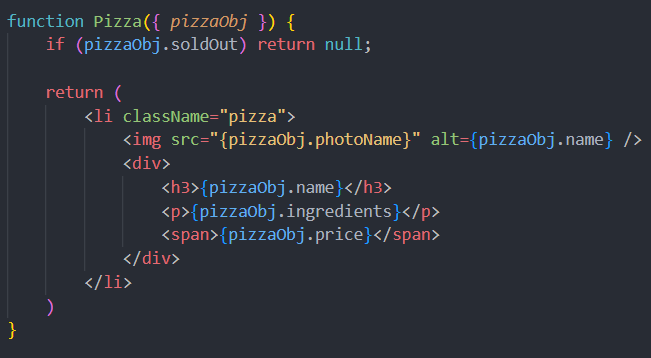 function Pizza({ pizzaObj }) {
    if (pizzaObj.soldOut) return null;

    return (
        <li className="pizza">
            <img src="{pizzaObj.photoName}" alt={pizzaObj.name} />
            <div>
                <h3>{pizzaObj.name}</h3>
                <p>{pizzaObj.ingredients}</p>
                <span>{pizzaObj.price}</span>
            </div>
        </li>
    )
}